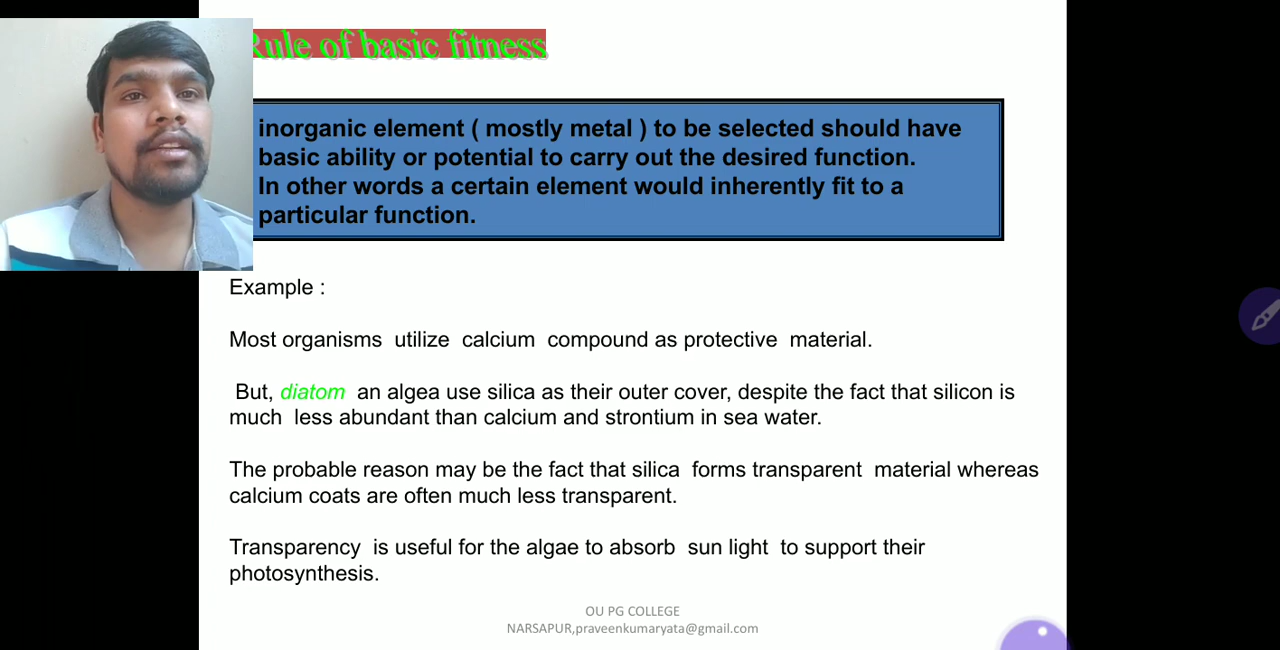 Rule of basic fitness
inorganic element ( mostly metal ) to be selected should have
basic ability or potential to carry out the desired function.
In other words a certain element would inherently fit to a
particular function.
Example :
Most organisms utilize calcium compound as protective material.
But, diatom an algea use silica as their outer cover, despite the fact that silicon is
much less abundant than calcium and strontium in sea water.
The probable reason may be the fact that silica forms transparent material whereas
calcium coats are often much less transparent.
Transparency is useful for the algae to absorb sun light to support their
photosynthesis.
OU PG COLLEGE
NARSAPUR,praveenkumaryata@gmail.com